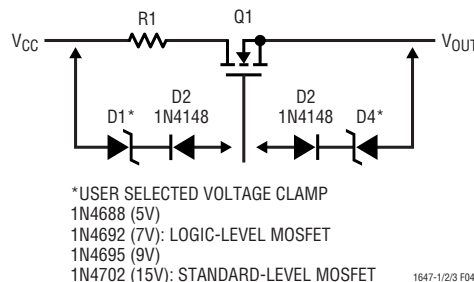 R1
Q1
VCC
VOUT
D1*
D2
1N4148
D2
1N4148
D4*
*USER SELECTED VOLTAGE CLAMP
1N4688 (5V)
1N4692 (7V): LOGIC-LEVEL MOSFET
1N4695 (9V)
1N4702 (15V): STANDARD-LEVEL MOSFET
1647-1/2/3 F04